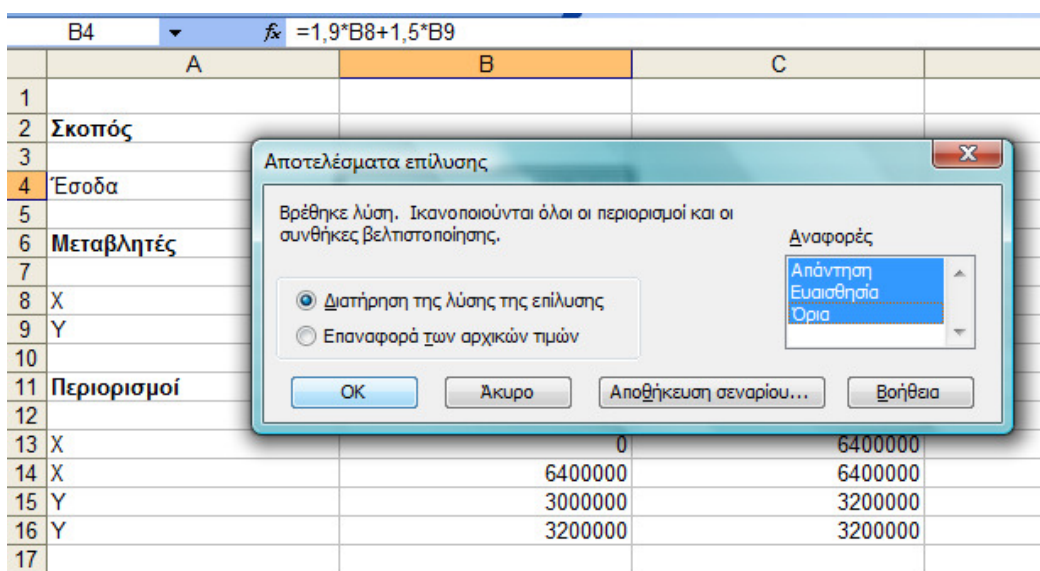 B4 fx =1,9*B8+1,5*B9
A B C
1
2 Σκοπός
3
4 Έσοδα
5
6 Μεταβλητές
7
8 X
9 Y
10
11 Περιορισμοί
12
13 X 0 6400000
14 X 6400000 6400000
15 Y 3000000 3200000
16 Y 3200000 3200000
17
Αποτελέσματα επίλυσης
Βρέθηκε λύση. Ικανοποιούνται όλοι οι περιορισμοί και οι
συνθήκες βελτιστοποίησης.
Διατήρηση της λύσης της επίλυσης
Επαναφορά των αρχικών τιμών
Αναφορές
Απάντηση
Ευαισθησία
Όρια
OK Άκυρο Αποθήκευση σεναρίου... Βοήθεια